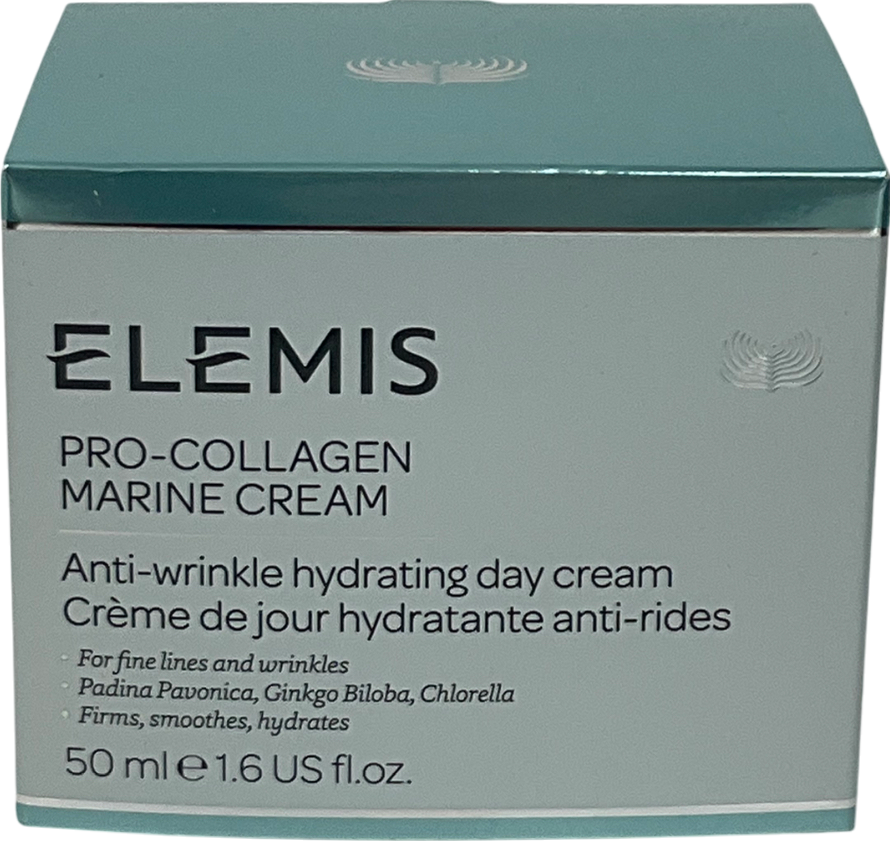 ELEMIS
PRO-COLLAGEN
MARINE CREAM
Anti-wrinkle hydrating day cream
Crème de jour hydratante anti-rides
For fine lines and wrinkles
Padina Pavonica, Ginkgo Biloba, Chlorella
Firms, smoothes, hydrates
50 ml ℮ 1.6 US fl.oz.